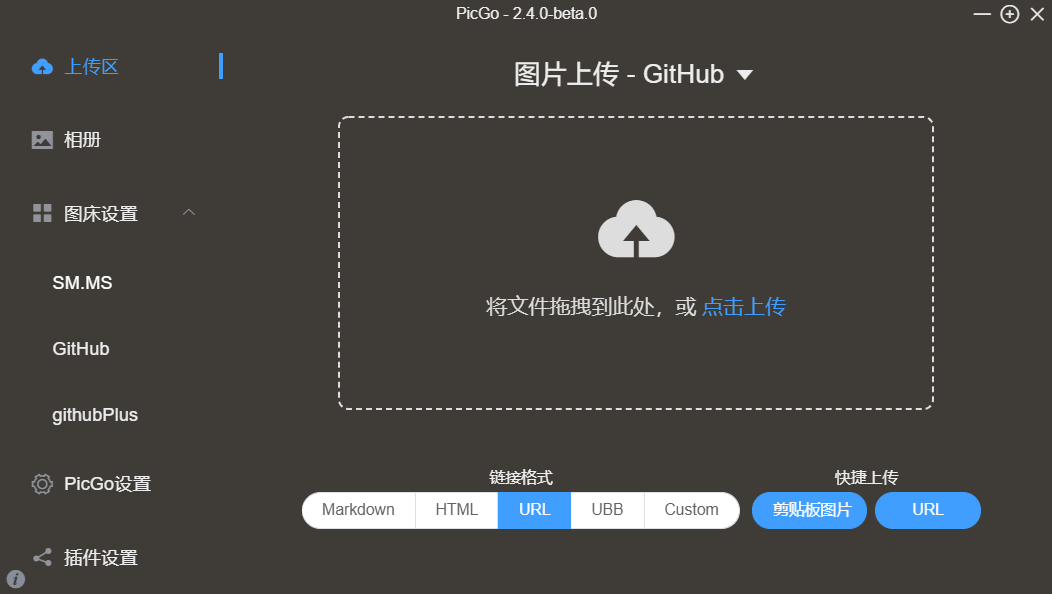 PicGo - 2.4.0-beta.0
上传区
相册
图床设置
SM.MS
GitHub
githubPlus
PicGo设置
插件设置
图片上传 - GitHub
将文件拖拽到此处，或 点击上传
链接格式
Markdown HTML URL UBB Custom
快捷上传
剪贴板图片 URL